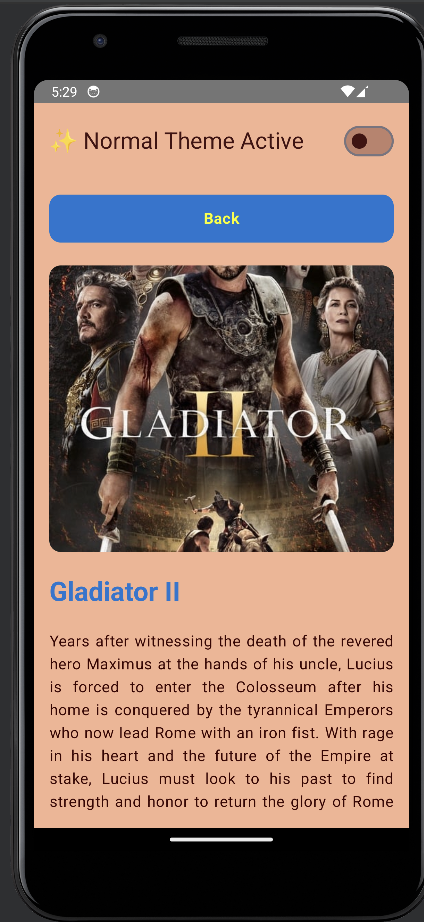 5:29
✨ Normal Theme Active
Back
GLADIATOR
II
Gladiator II
Years after witnessing the death of the revered
hero Maximus at the hands of his uncle, Lucius
is forced to enter the Colosseum after his
home is conquered by the tyrannical Emperors
who now lead Rome with an iron fist. With rage
in his heart and the future of the Empire at
stake, Lucius must look to his past to find
strength and honor to return the glory of Rome